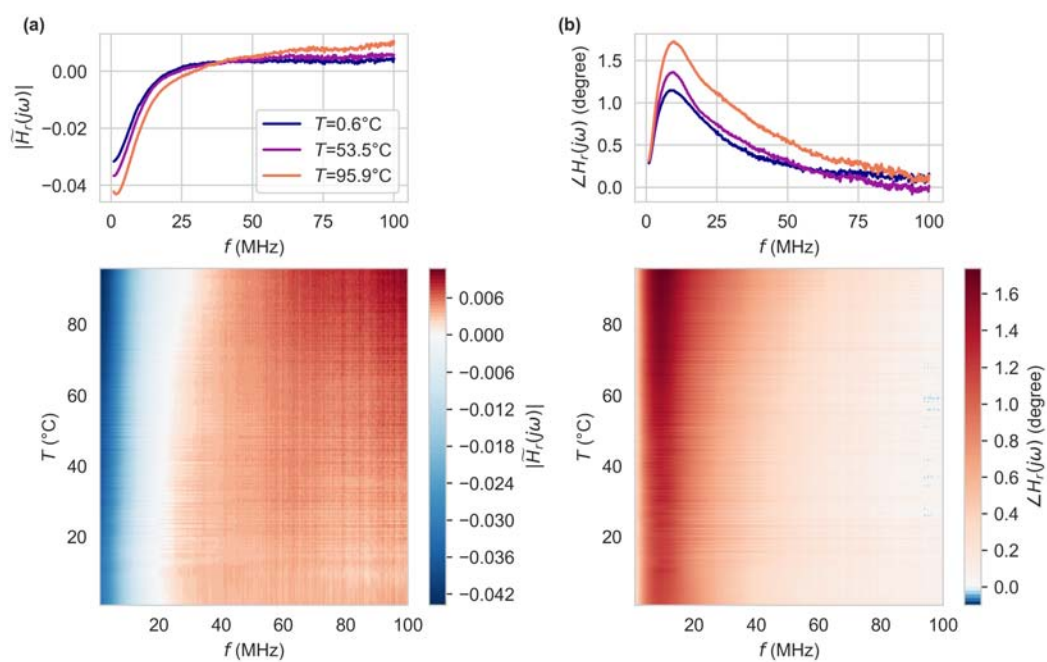 (a)
0.00
−0.02
−0.04
|H̃ᵣ(jω)|
T=0.6°C
T=53.5°C
T=95.9°C
0 25 50 75 100
f (MHz)
(b)
1.5
1.0
0.5
0.0
∠Hᵣ(jω) (degree)
0 25 50 75 100
f (MHz)
80
60
40
20
T (°C)
20 40 60 80 100
f (MHz)
0.006
0.000
−0.006
−0.012
−0.018
−0.024
−0.030
−0.036
−0.042
|H̃ᵣ(jω)|
80
60
40
20
T (°C)
20 40 60 80 100
f (MHz)
1.6
1.4
1.2
1.0
0.8
0.6
0.4
0.2
0.0
∠Hᵣ(jω) (degree)